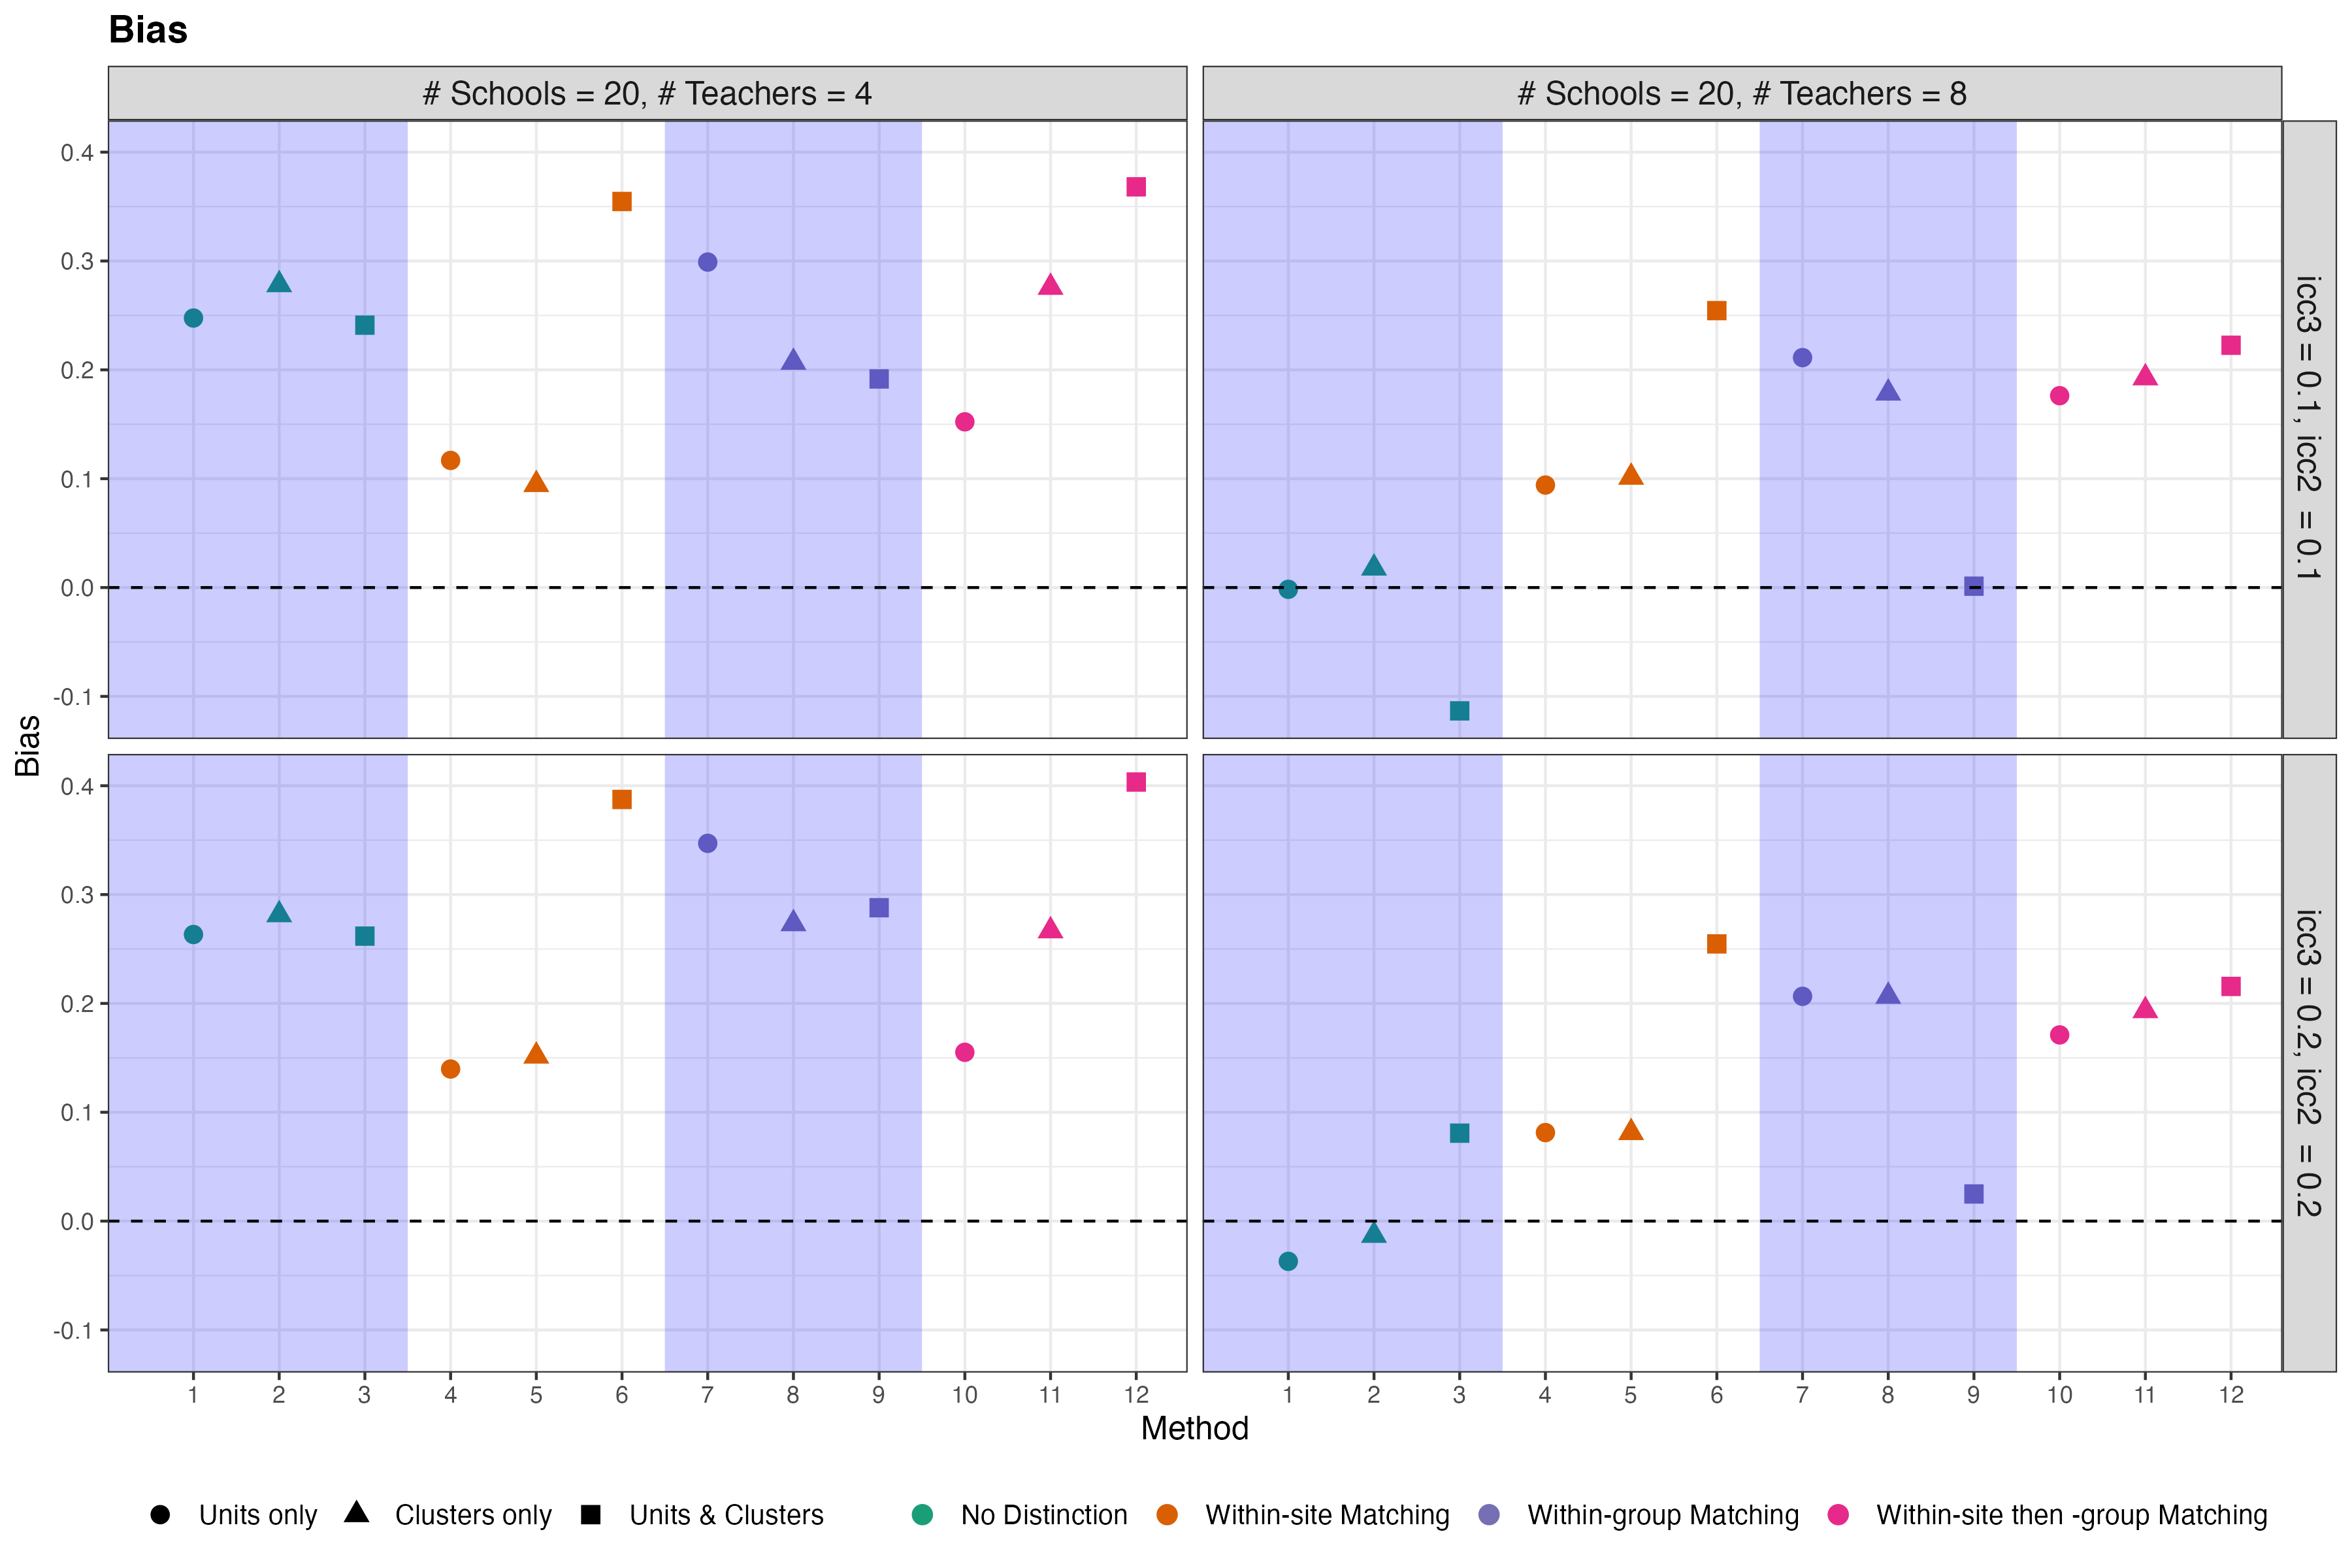 Bias
# Schools = 20, # Teachers = 4
# Schools = 20, # Teachers = 8
0.4
0.3
0.2
0.1
0.0
-0.1
icc3 = 0.1, icc2 = 0.1
Bias
0.4
0.3
0.2
0.1
0.0
-0.1
icc3 = 0.2, icc2 = 0.2
1 2 3 4 5 6 7 8 9 10 11 12
1 2 3 4 5 6 7 8 9 10 11 12
Method
Units only Clusters only Units & Clusters No Distinction Within-site Matching Within-group Matching Within-site then -group Matching